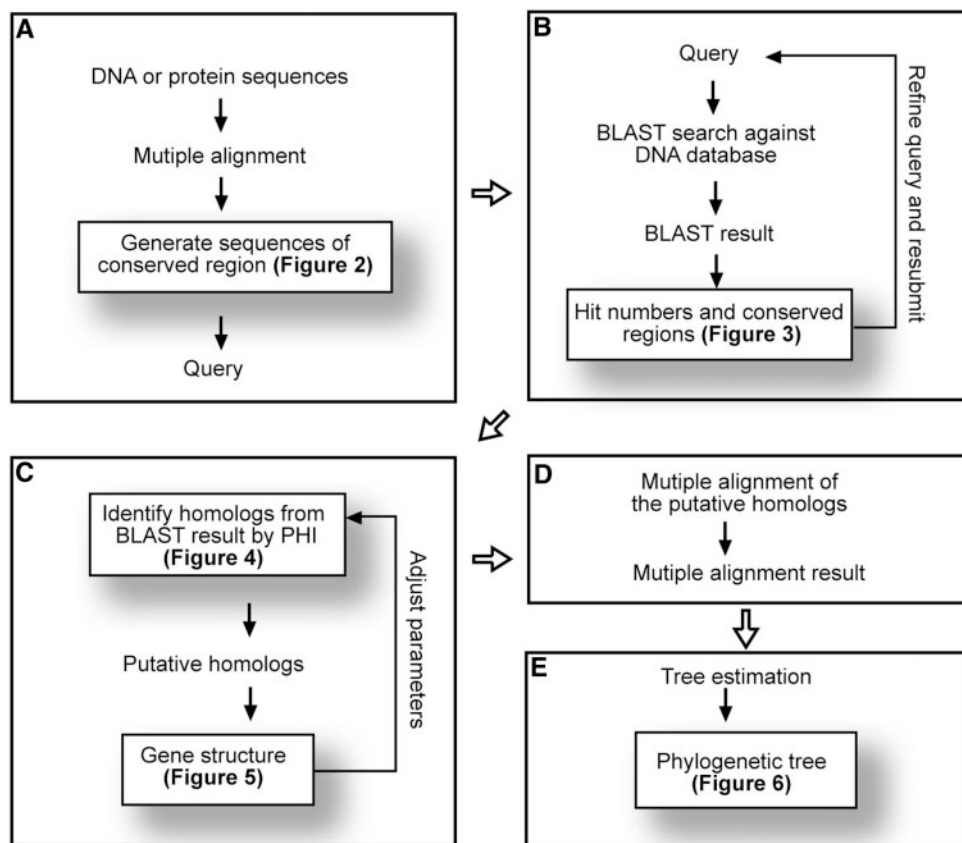 A
DNA or protein sequences
Mutiple alignment
Generate sequences of
conserved region (Figure 2)
Query
B
Query
BLAST search against
DNA database
BLAST result
Hit numbers and conserved
regions (Figure 3)
Refine query and resubmit
C
Identify homologs from
BLAST result by PHI
(Figure 4)
Putative homologs
Gene structure
(Figure 5)
Adjust parameters
D
Mutiple alignment of
the putative homologs
Mutiple alignment result
E
Tree estimation
Phylogenetic tree
(Figure 6)